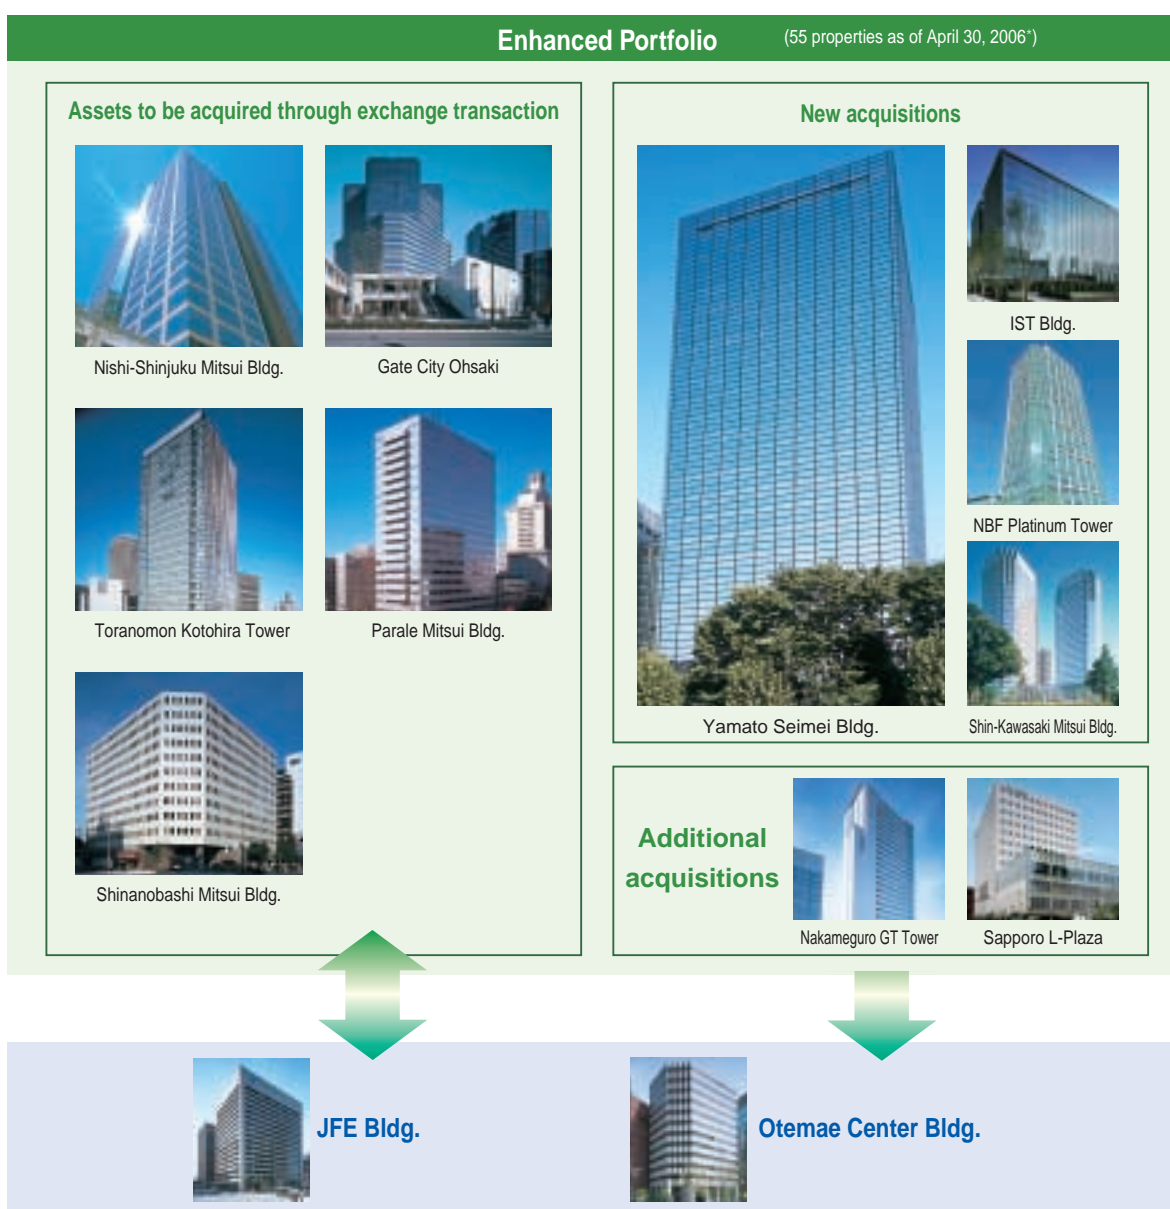 Enhanced Portfolio (55 properties as of April 30, 2006*)
Assets to be acquired through exchange transaction
Nishi-Shinjuku Mitsui Bldg.
Gate City Ohsaki
Toranomon Kotohira Tower
Parale Mitsui Bldg.
Shinanobashi Mitsui Bldg.
New acquisitions
Yamato Seimei Bldg.
IST Bldg.
NBF Platinum Tower
Shin-Kawasaki Mitsui Bldg.
Additional
acquisitions
Nakameguro GT Tower
Sapporo L-Plaza
JFE Bldg.
Otemae Center Bldg.